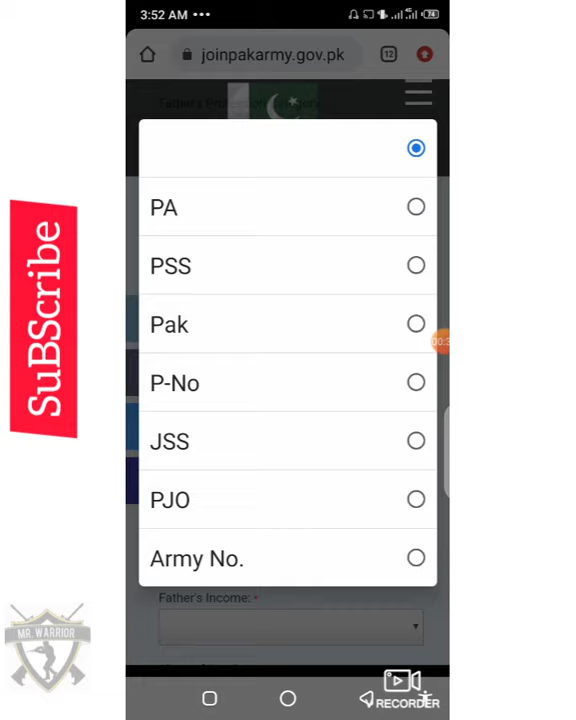 3:52 AM
74
joinpakarmy.gov.pk
12
PA
PSS
Pak
P-No
JSS
PJO
Army No.
Father's Income: *
SuBScribe
MR. WARRIOR
RECORDER